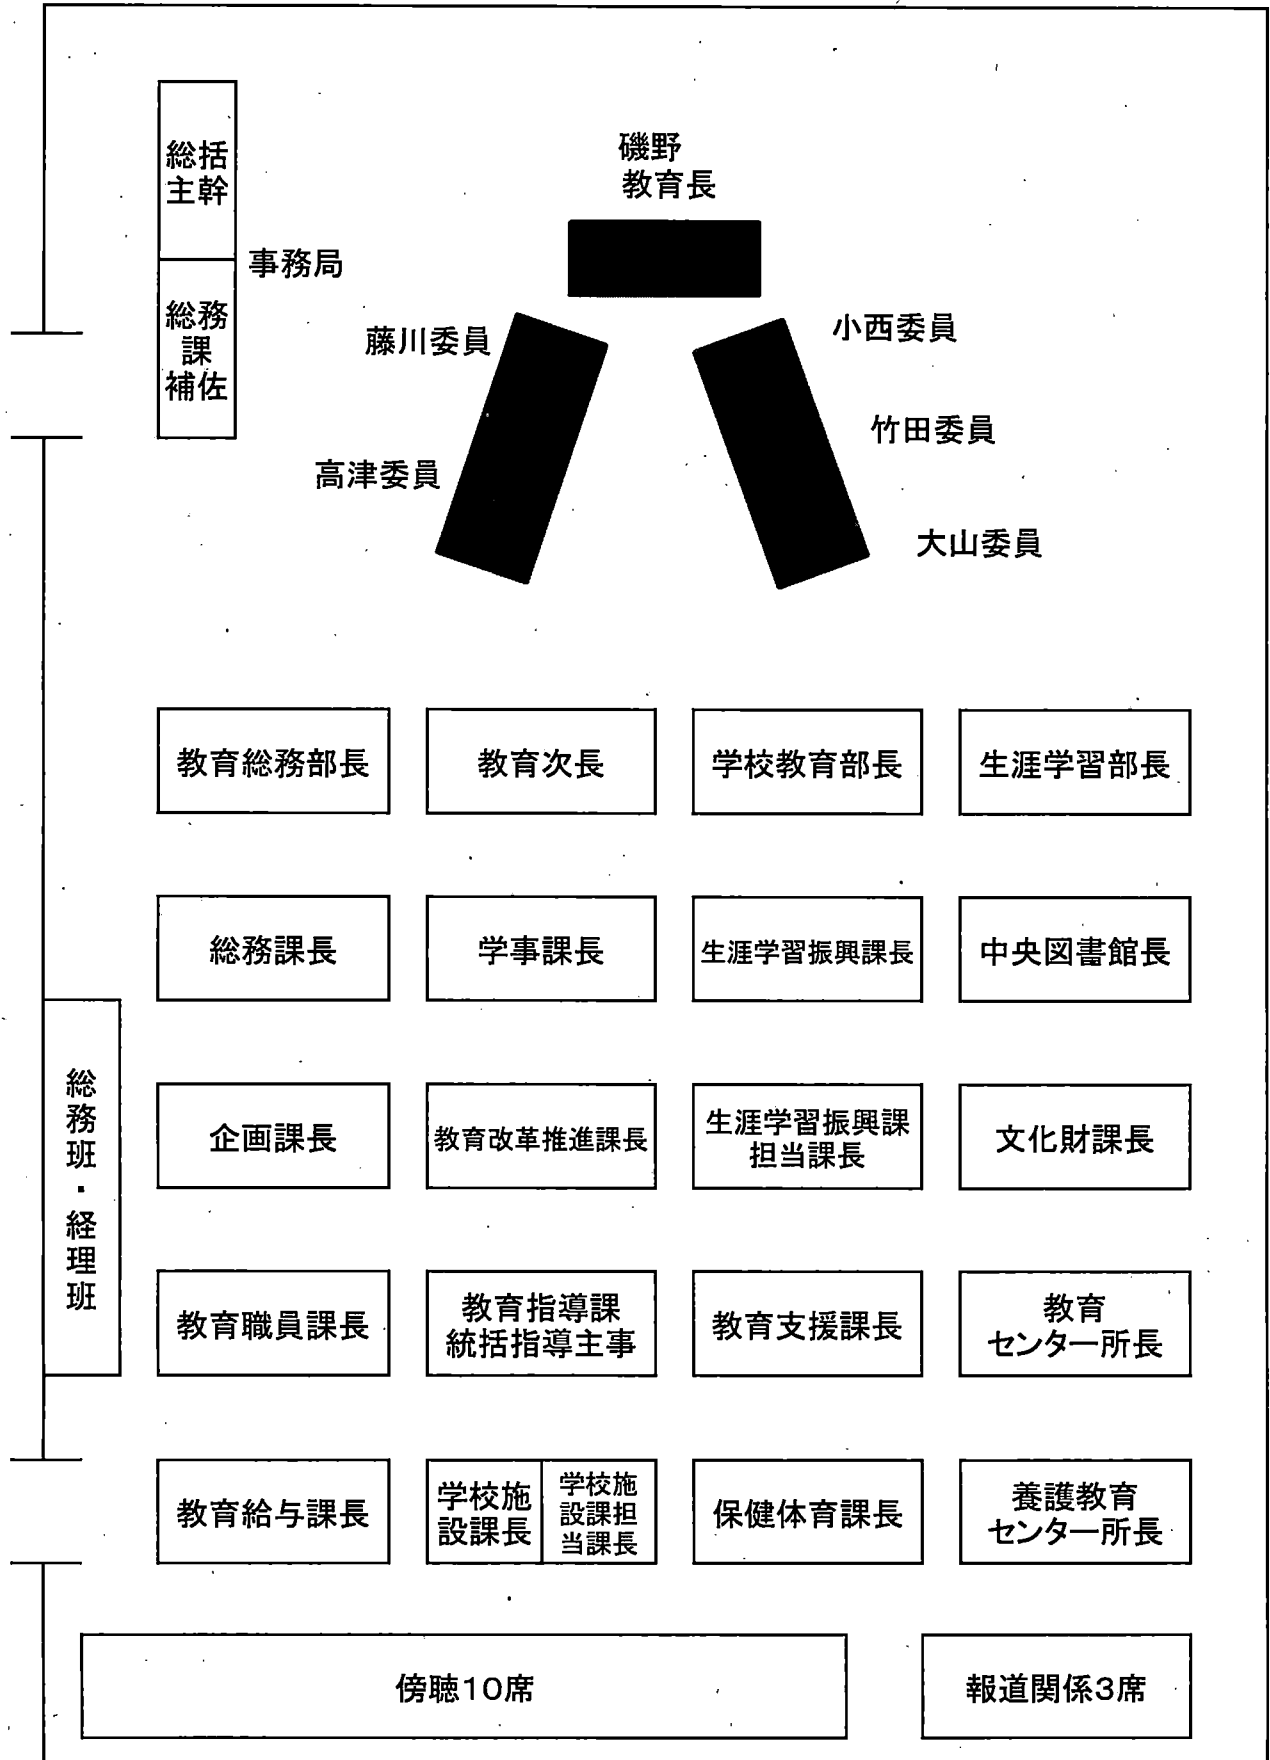 磯野
教育長
総括
主幹
事務局
総務
課
補佐
藤川委員
小西委員
高津委員
竹田委員
大山委員
教育総務部長
教育次長
学校教育部長
生涯学習部長
総務課長
学事課長
生涯学習振興課長
中央図書館長
総務班・経理班
企画課長
教育改革推進課長
生涯学習振興課
担当課長
文化財課長
教育職員課長
教育指導課
統括指導主事
教育支援課長
教育
センター所長
教育給与課長
学校施
設課長
学校施
設課担
当課長
保健体育課長
養護教育
センター所長
傍聴10席
報道関係3席